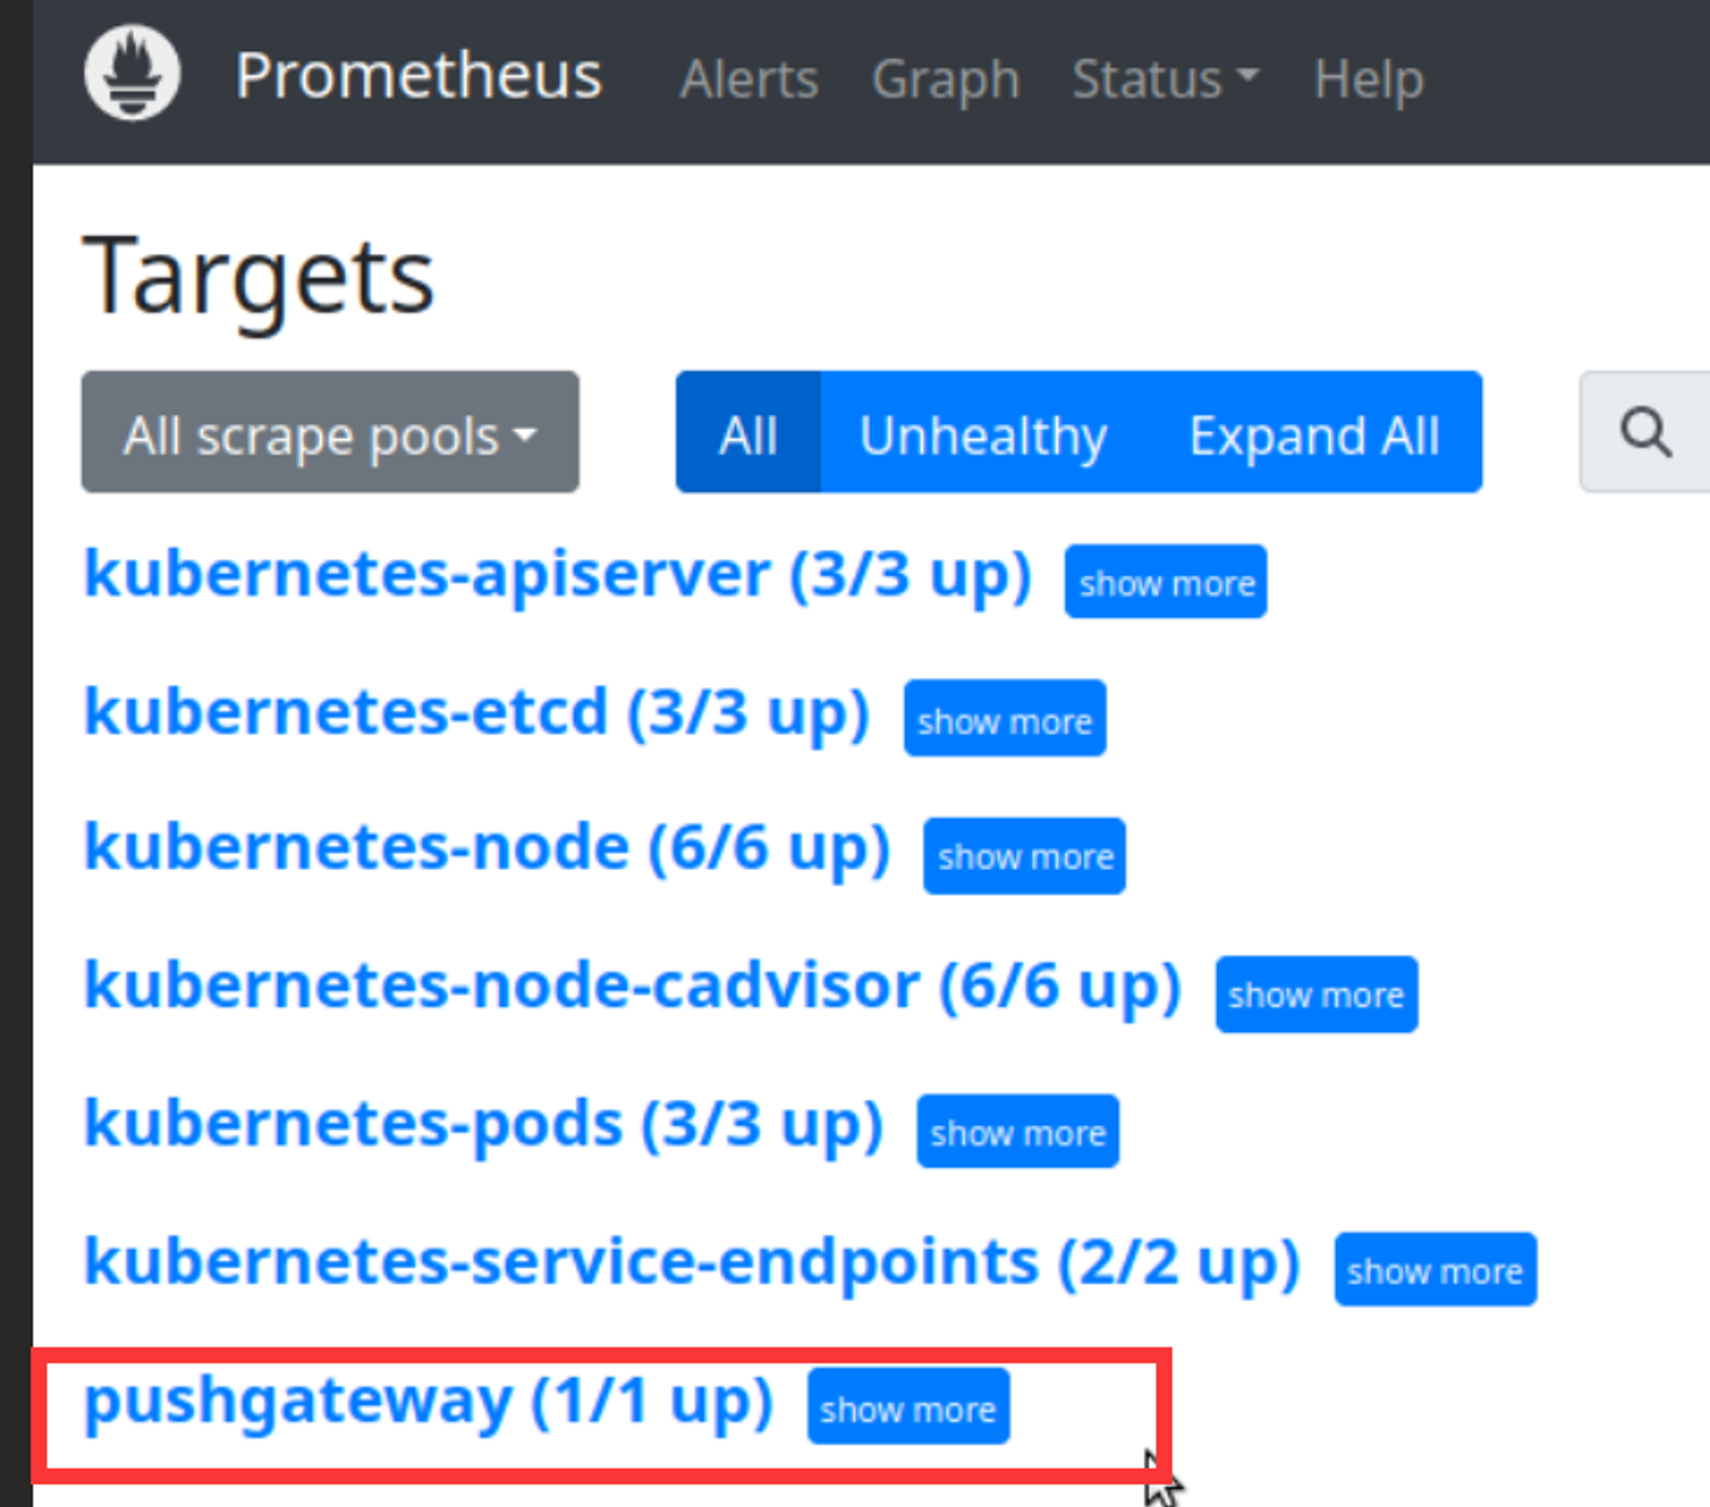 Prometheus Alerts Graph Status Help
Targets
All scrape pools All Unhealthy Expand All
kubernetes-apiserver (3/3 up) show more
kubernetes-etcd (3/3 up) show more
kubernetes-node (6/6 up) show more
kubernetes-node-cadvisor (6/6 up) show more
kubernetes-pods (3/3 up) show more
kubernetes-service-endpoints (2/2 up) show more
pushgateway (1/1 up) show more